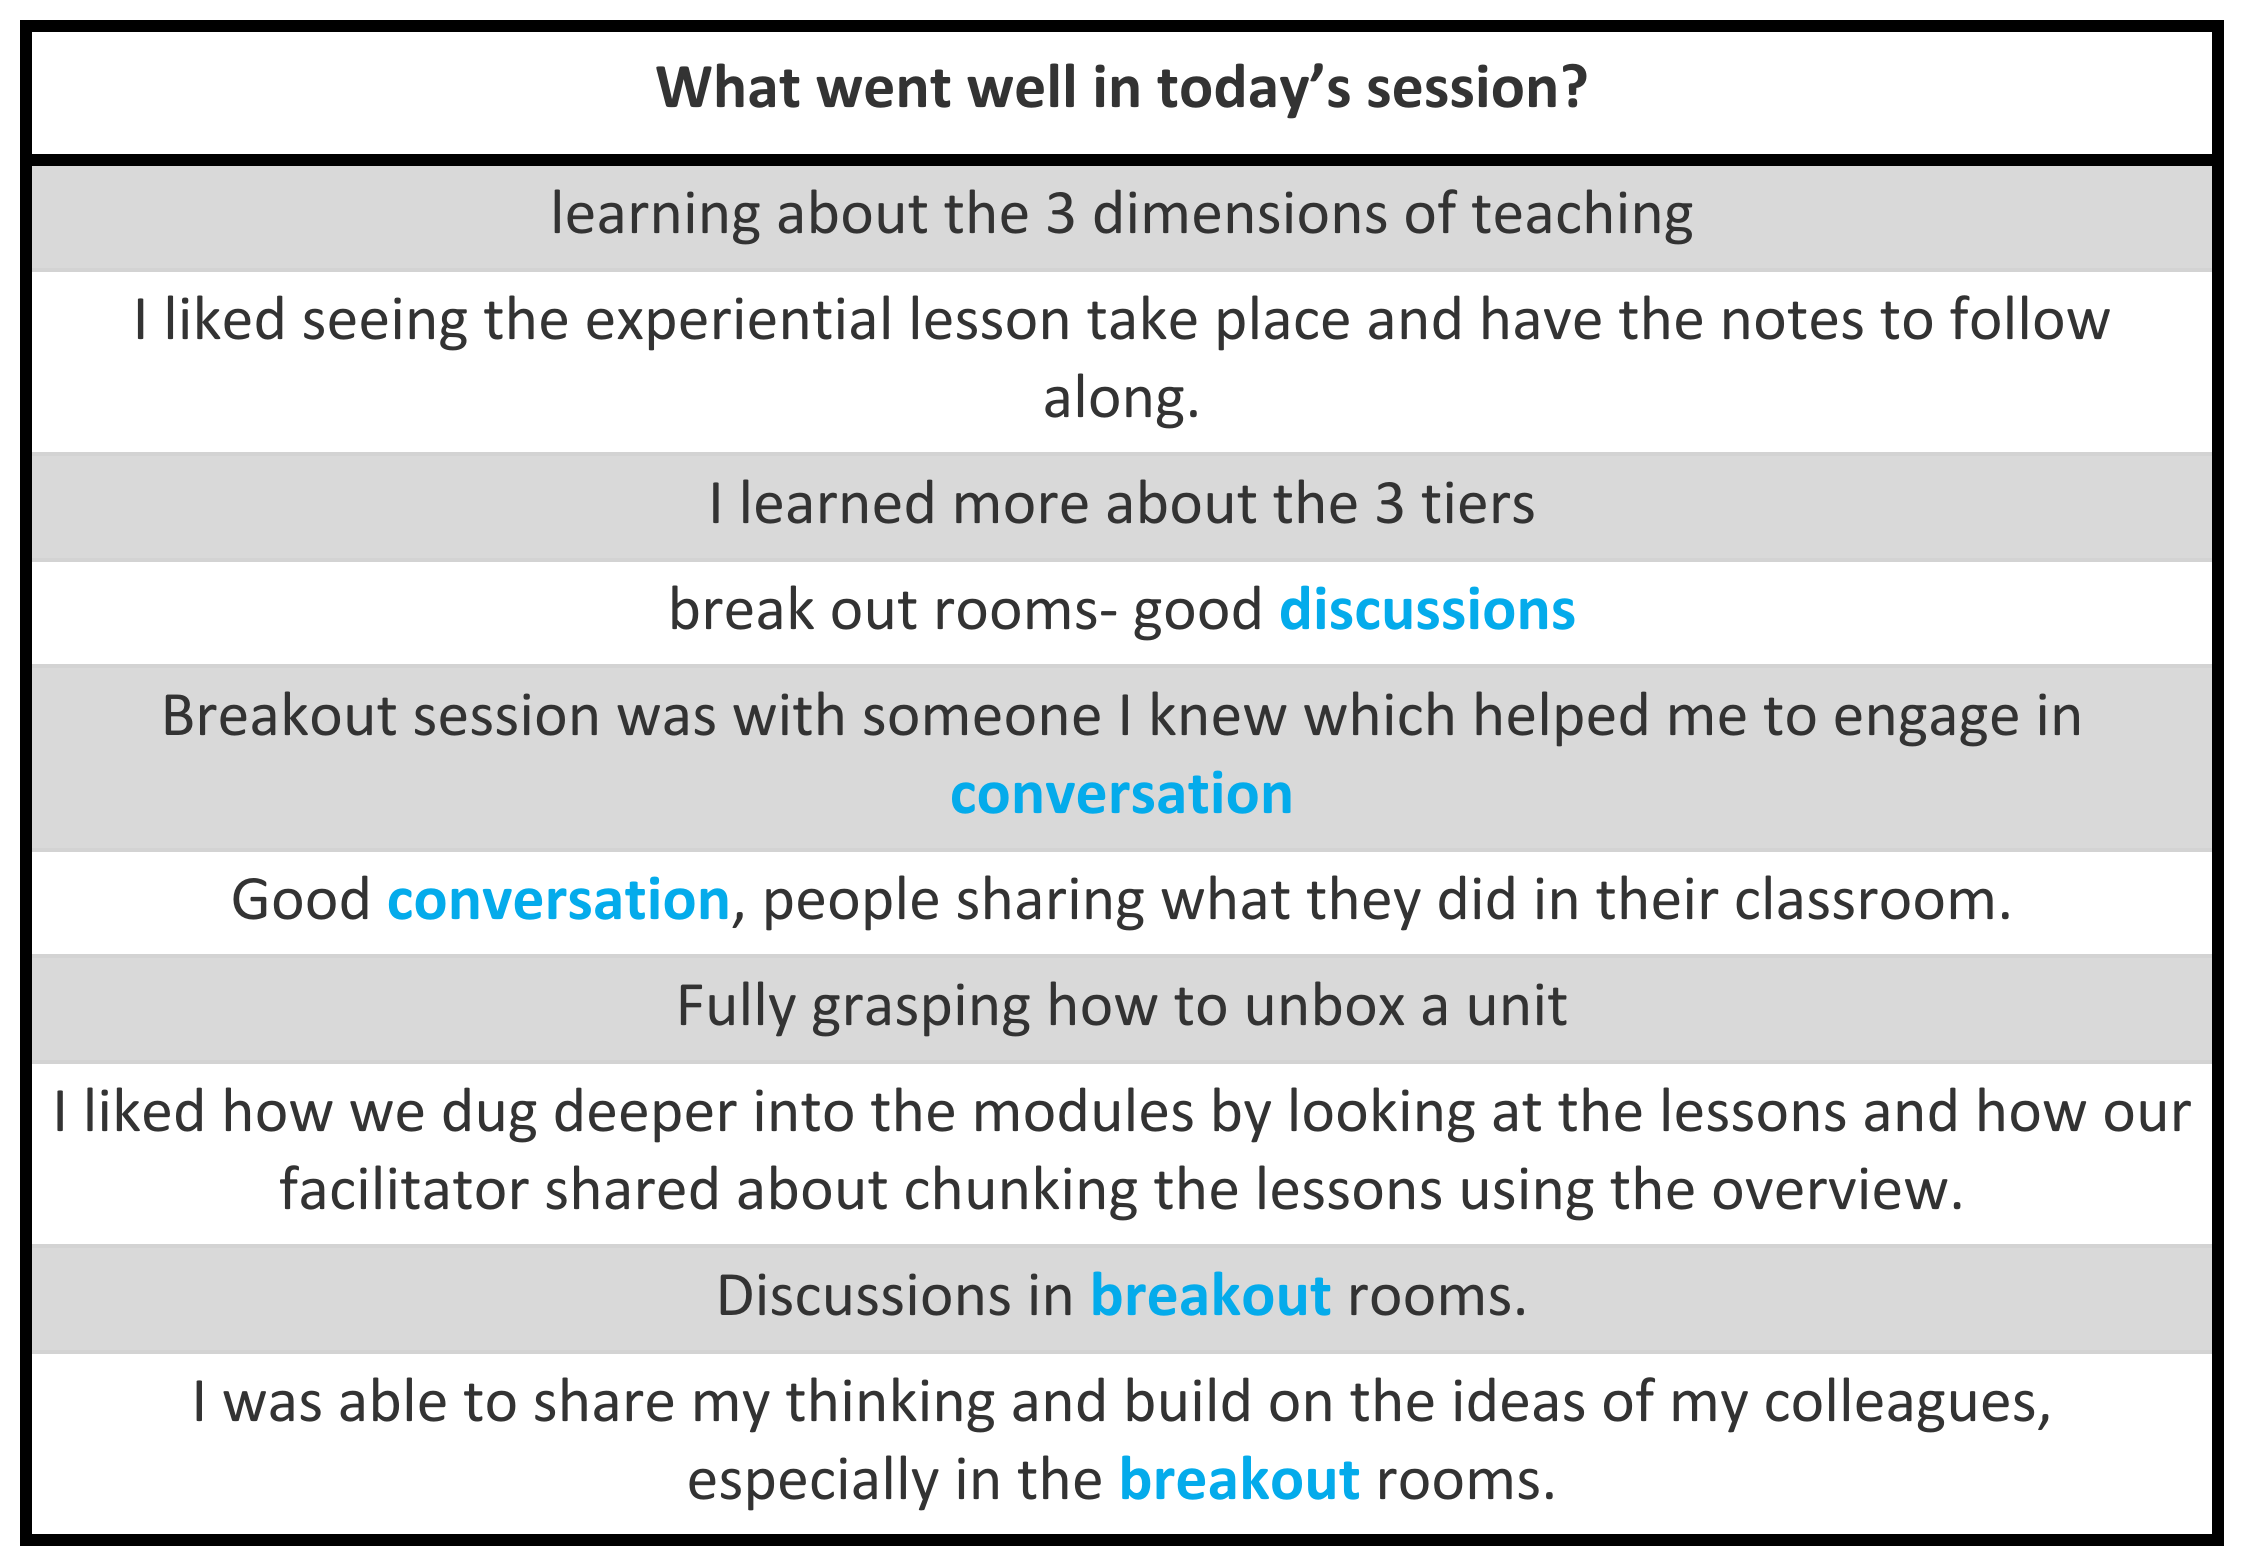 What went well in today’s session?
learning about the 3 dimensions of teaching
I liked seeing the experiential lesson take place and have the notes to follow
along.
I learned more about the 3 tiers
break out rooms- good discussions
Breakout session was with someone I knew which helped me to engage in
conversation
Good conversation, people sharing what they did in their classroom.
Fully grasping how to unbox a unit
I liked how we dug deeper into the modules by looking at the lessons and how our
facilitator shared about chunking the lessons using the overview.
Discussions in breakout rooms.
I was able to share my thinking and build on the ideas of my colleagues,
especially in the breakout rooms.